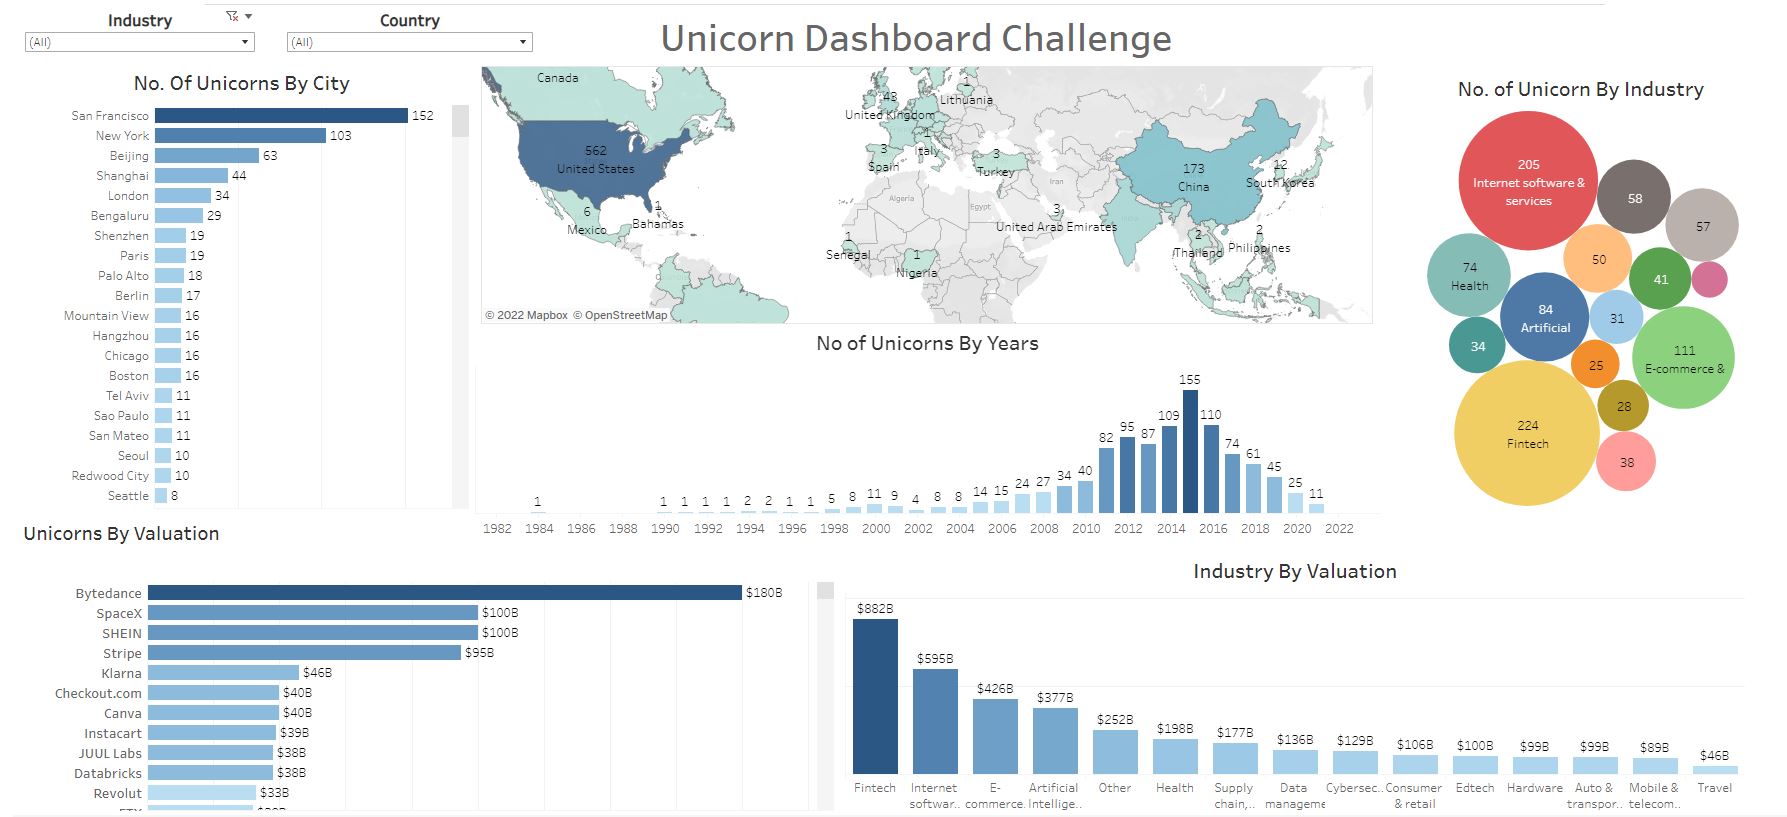 Industry
(All)
Country
(All)
Unicorn Dashboard Challenge
No. Of Unicorns By City
San Francisco 152
New York 103
Beijing 63
Shanghai 44
London 34
Bengaluru 29
Shenzhen 19
Paris 19
Palo Alto 18
Berlin 17
Mountain View 16
Hangzhou 16
Chicago 16
Boston 16
Tel Aviv 11
Sao Paulo 11
San Mateo 11
Seoul 10
Redwood City 10
Seattle 8
Canada
562
United States
6
Mexico
1
Bahamas
43
United Kingdom
1
Lithuania
1
Italy
3
Spain
3
Turkey
Iran
Algeria
Egypt
3
United Arab Emirates
1
Senegal
1
Nigeria
173
China
12
South Korea
India
2
Thailand
2
Philippines
© 2022 Mapbox © OpenStreetMap
No. of Unicorn By Industry
205
Internet software &
services
58
57
74
Health
50
41
84
Artificial
31
34
111
E-commerce &
25
28
224
Fintech
38
No of Unicorns By Years
1 1 1 1 1 2 2 1 1 5 8 11 9 4 8 8 14 15 24 27 34 40 82 95 87 109 155 110 74 61 45 25 11
1982 1984 1986 1988 1990 1992 1994 1996 1998 2000 2002 2004 2006 2008 2010 2012 2014 2016 2018 2020 2022
Unicorns By Valuation
Bytedance $180B
SpaceX $100B
SHEIN $100B
Stripe $95B
Klarna $46B
Checkout.com $40B
Canva $40B
Instacart $39B
JUUL Labs $38B
Databricks $38B
Revolut $33B
Industry By Valuation
$882B $595B $426B $377B $252B $198B $177B $136B $129B $106B $100B $99B $99B $89B $46B
Fintech Internet E- Artificial Other Health Supply Data Cybersec.. Consumer Edtech Hardware Auto & Mobile & Travel
softwar.. commerce. Intellige.. chain,.. manageme & retail transpor.. telecom..